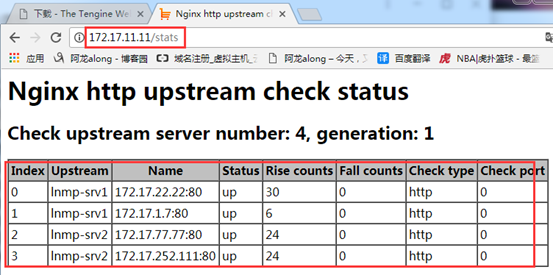 下载 - The Tengine We
Nginx http upstream c
172.17.11.11/stats
应用 阿龙along - 博客园 域名注册_虚拟主机_云 阿龙along – 今天, 又 译 百度翻译 NBA|虎扑篮球 - 最篮
Nginx http upstream check status
Check upstream server number: 4, generation: 1
Index Upstream Name Status Rise counts Fall counts Check type Check port
0 lnmp-srv1 172.17.22.22:80 up 30 0 http 0
1 lnmp-srv1 172.17.1.7:80 up 6 0 http 0
2 lnmp-srv2 172.17.77.77:80 up 24 0 http 0
3 lnmp-srv2 172.17.252.111:80 up 24 0 http 0